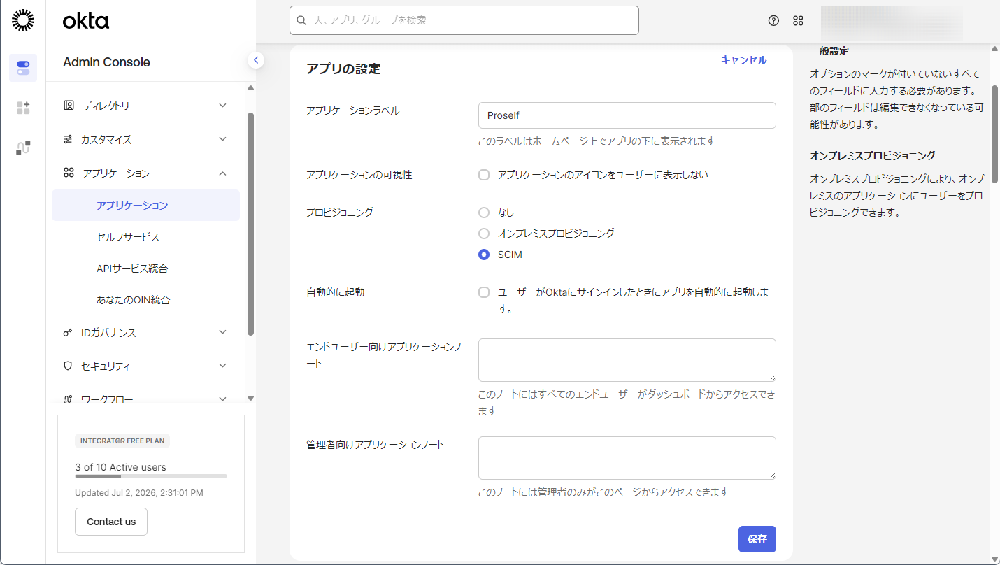 okta
人、アプリ、グループを検索
Admin Console
ディレクトリ
カスタマイズ
アプリケーション
アプリケーション
セルフサービス
APIサービス統合
あなたのOIN統合
IDガバナンス
セキュリティ
ワークフロー
INTEGRATOR FREE PLAN
3 of 10 Active users
Updated Jul 2, 2026, 2:31:01 PM
Contact us
アプリの設定
キャンセル
アプリケーションラベル
Proself
このラベルはホームページ上でアプリの下に表示されます
アプリケーションの可視性
アプリケーションのアイコンをユーザーに表示しない
プロビジョニング
なし
オンプレミスプロビジョニング
SCIM
自動的に起動
ユーザーがOktaにサインインしたときにアプリを自動的に起動しま
す。
エンドユーザー向けアプリケーションノ
ート
このノートにはすべてのエンドユーザーがダッシュボードからアクセスでき
ます
管理者向けアプリケーションノート
このノートには管理者のみがこのページからアクセスできます
保存
一般設定
オプションのマークが付いていないすべて
のフィールドに入力する必要があります。一
部のフィールドは編集できなくなっている可
能性があります。
オンプレミスプロビジョニング
オンプレミスプロビジョニングにより、オンプ
レミスのアプリケーションにユーザーをプロ
ビジョニングできます。